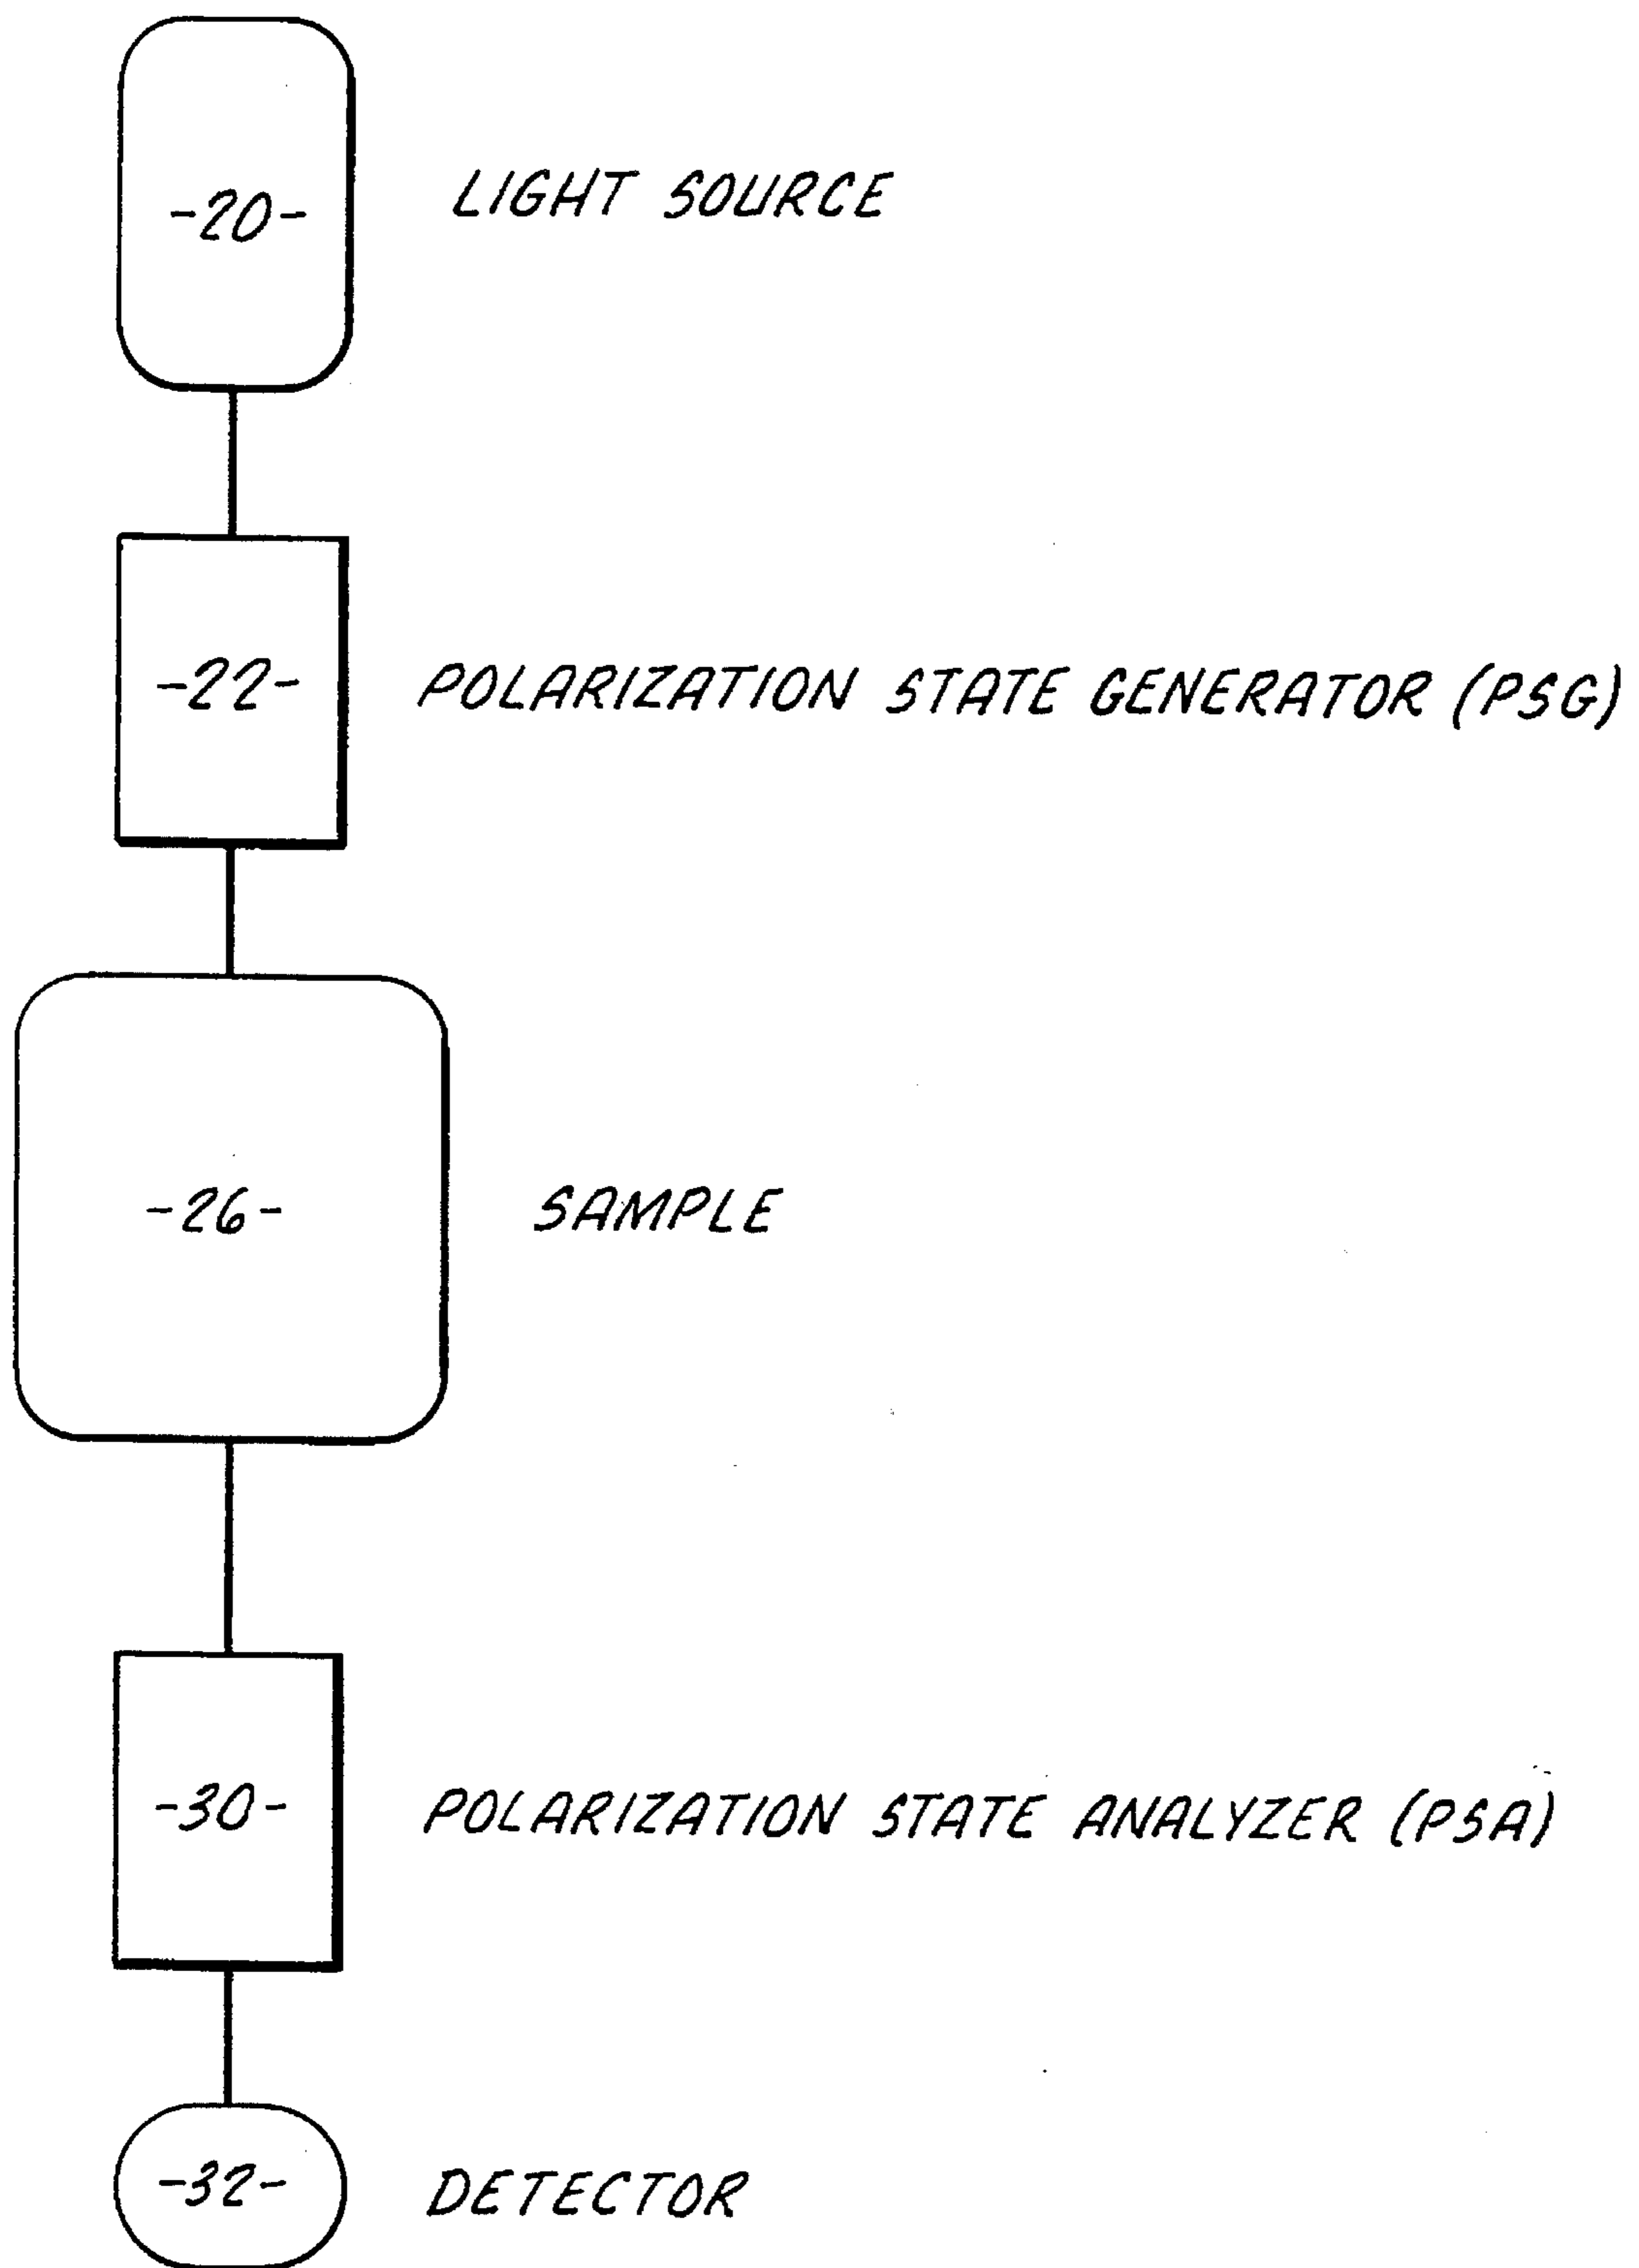 -20- LIGHT SOURCE
-22- POLARIZATION STATE GENERATOR (PSG)
-26- SAMPLE
-30- POLARIZATION STATE ANALYZER (PSA)
-32- DETECTOR